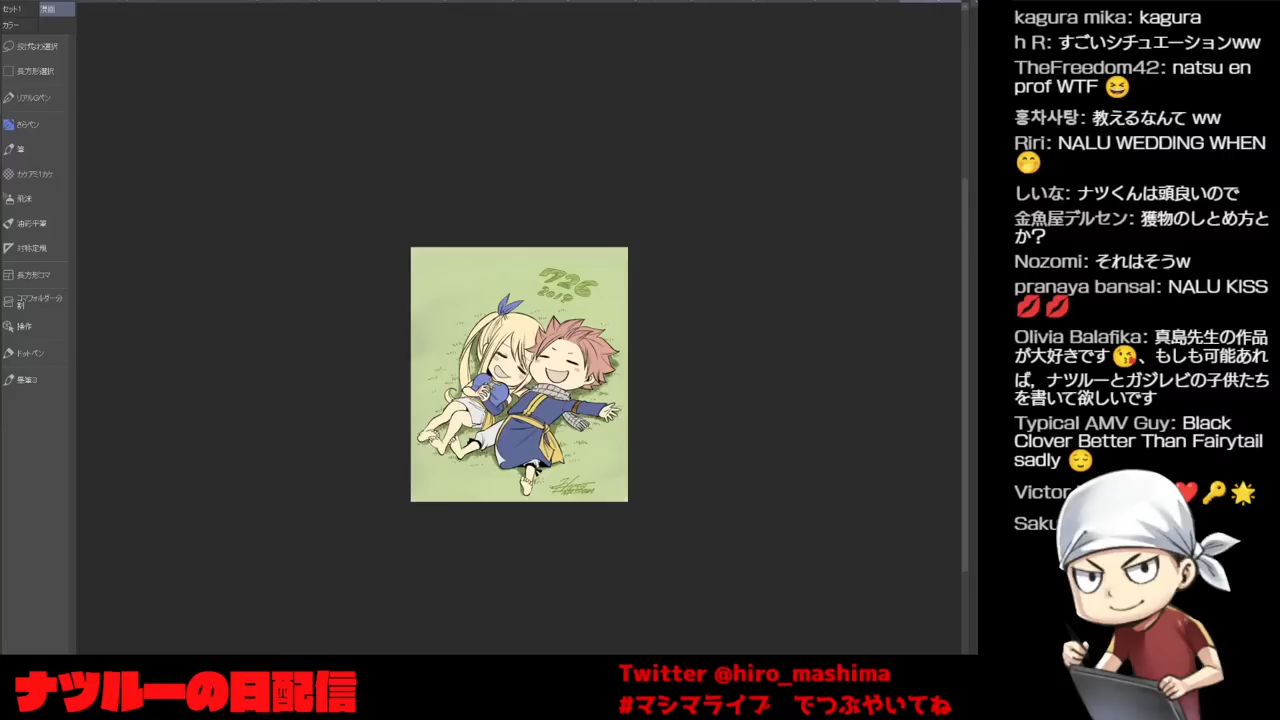 セット1 漫画
カラー
投げなわ選択
長方形選択
リアルGペン
ざらペン
筆
カケアミ1カケ
飛沫
油彩平筆
対称定規
長方形コマ
コマフォルダー分割
操作
ドットペン
墨筆3
726
2019
kagura mika: kagura
h R: すごいシチュエーションww
TheFreedom42: natsu en
prof WTF 😆
홍차사탕: 教えるなんて ww
Riri: NALU WEDDING WHEN
🤭
しいな: ナツくんは頭良いので
金魚屋デルセン: 獲物のしとめ方と
か?
Nozomi: それはそうw
pranaya bansal: NALU KISS
💋💋
Olivia Balafika: 真島先生の作品
が大好きです😘、もしも可能あれ
ば，ナツルーとガジレビの子供たち
を書いて欲しいです
Typical AMV Guy: Black
Clover Better Than Fairytail
sadly 😌
Victor ❤️🔑🌟
Saku
ナツルーの日配信
Twitter @hiro_mashima
#マシマライブ でつぶやいてね